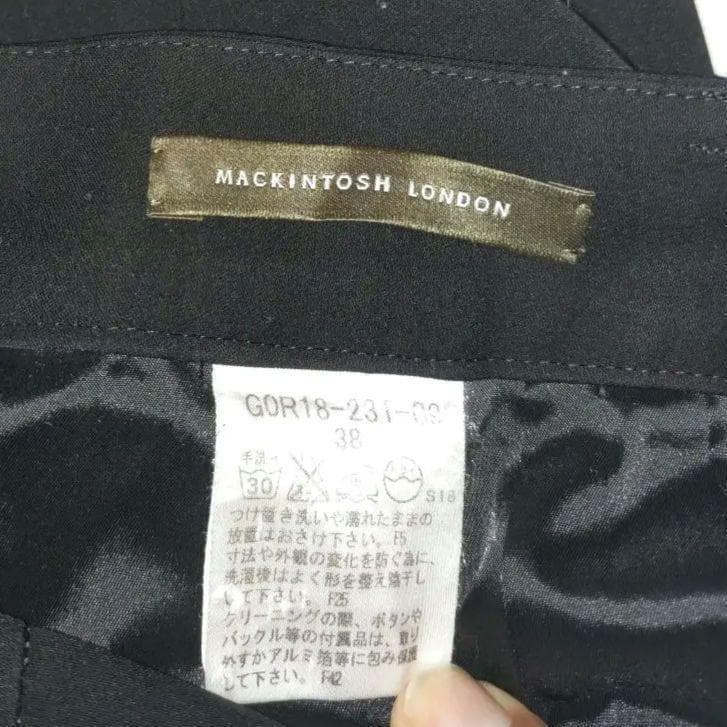 MACKINTOSH LONDON
GOR18-231-09
38
手洗イ
30
S18
つけ置き洗いや濡れたままの
放置はおさけ下さい。F5
寸法や外観の変化を防ぐ為に、
洗濯後はよく形を整え陰干し
して下さい。F25
クリーニングの際、ボタンや
バックル等の付属品は、取り
外すかアルミ箔等に包み保護
して下さい。F42